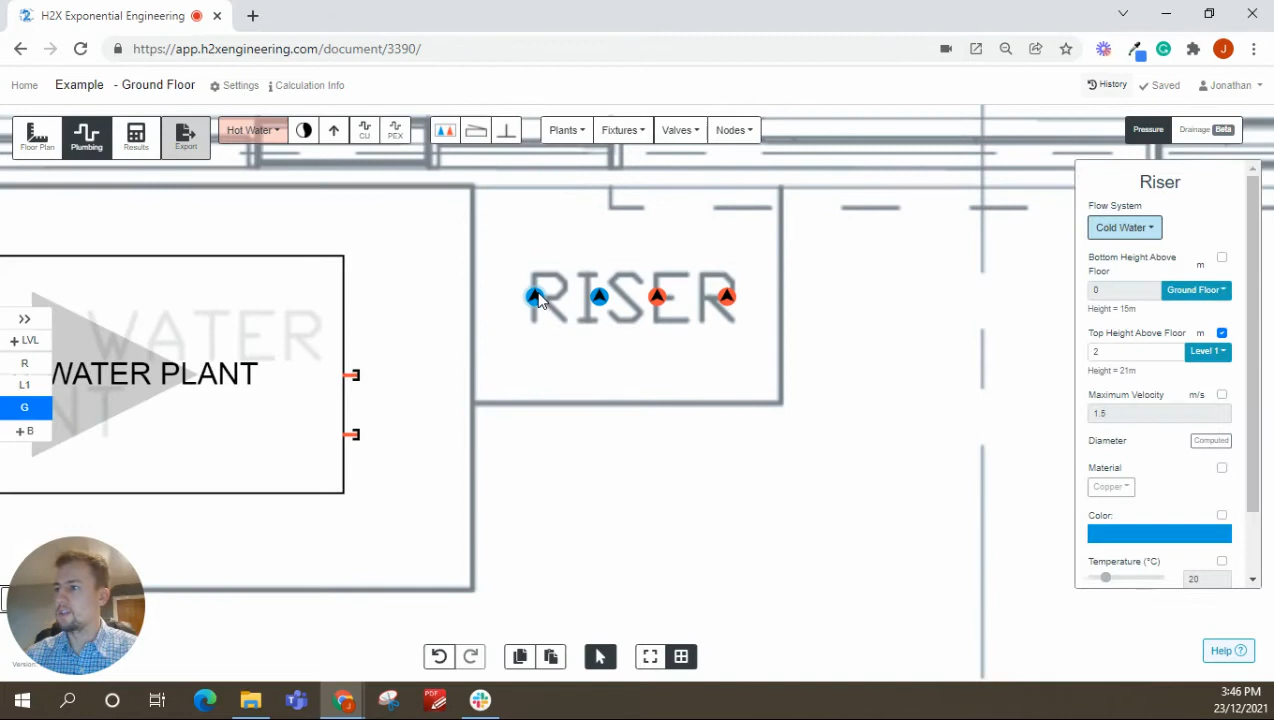 H2X Exponential Engineering
https://app.h2xengineering.com/document/3390/
J
Home Example - Ground Floor Settings Calculation Info History Saved Jonathan
Floor Plan
Plumbing
Results
Export
Hot Water
CU
PEX
Plants
Fixtures
Valves
Nodes
Pressure
Drainage Beta
Riser
Flow System
Cold Water
Bottom Height Above Floor m
0 Ground Floor
Height = 15m
Top Height Above Floor m
2 Level 1
Height = 21m
Maximum Velocity m/s
1.5
Diameter Computed
Material
Copper
Color:
Temperature (°C)
20
RISER
WATER
WATER PLANT
>>
+ LVL
R
L1
G
+ B
Help
3:46 PM
23/12/2021